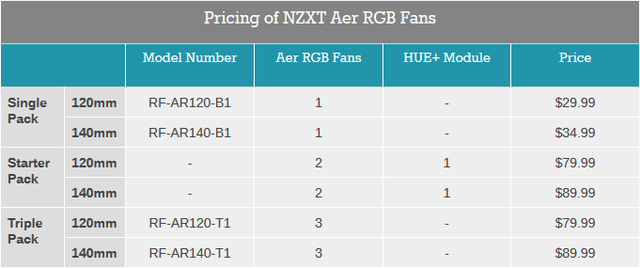 Pricing of NZXT Aer RGB Fans
Model Number Aer RGB Fans HUE+ Module Price
Single Pack 120mm RF-AR120-B1 1 - $29.99
140mm RF-AR140-B1 1 - $34.99
Starter Pack 120mm - 2 1 $79.99
140mm - 2 1 $89.99
Triple Pack 120mm RF-AR120-T1 3 - $79.99
140mm RF-AR140-T1 3 - $89.99